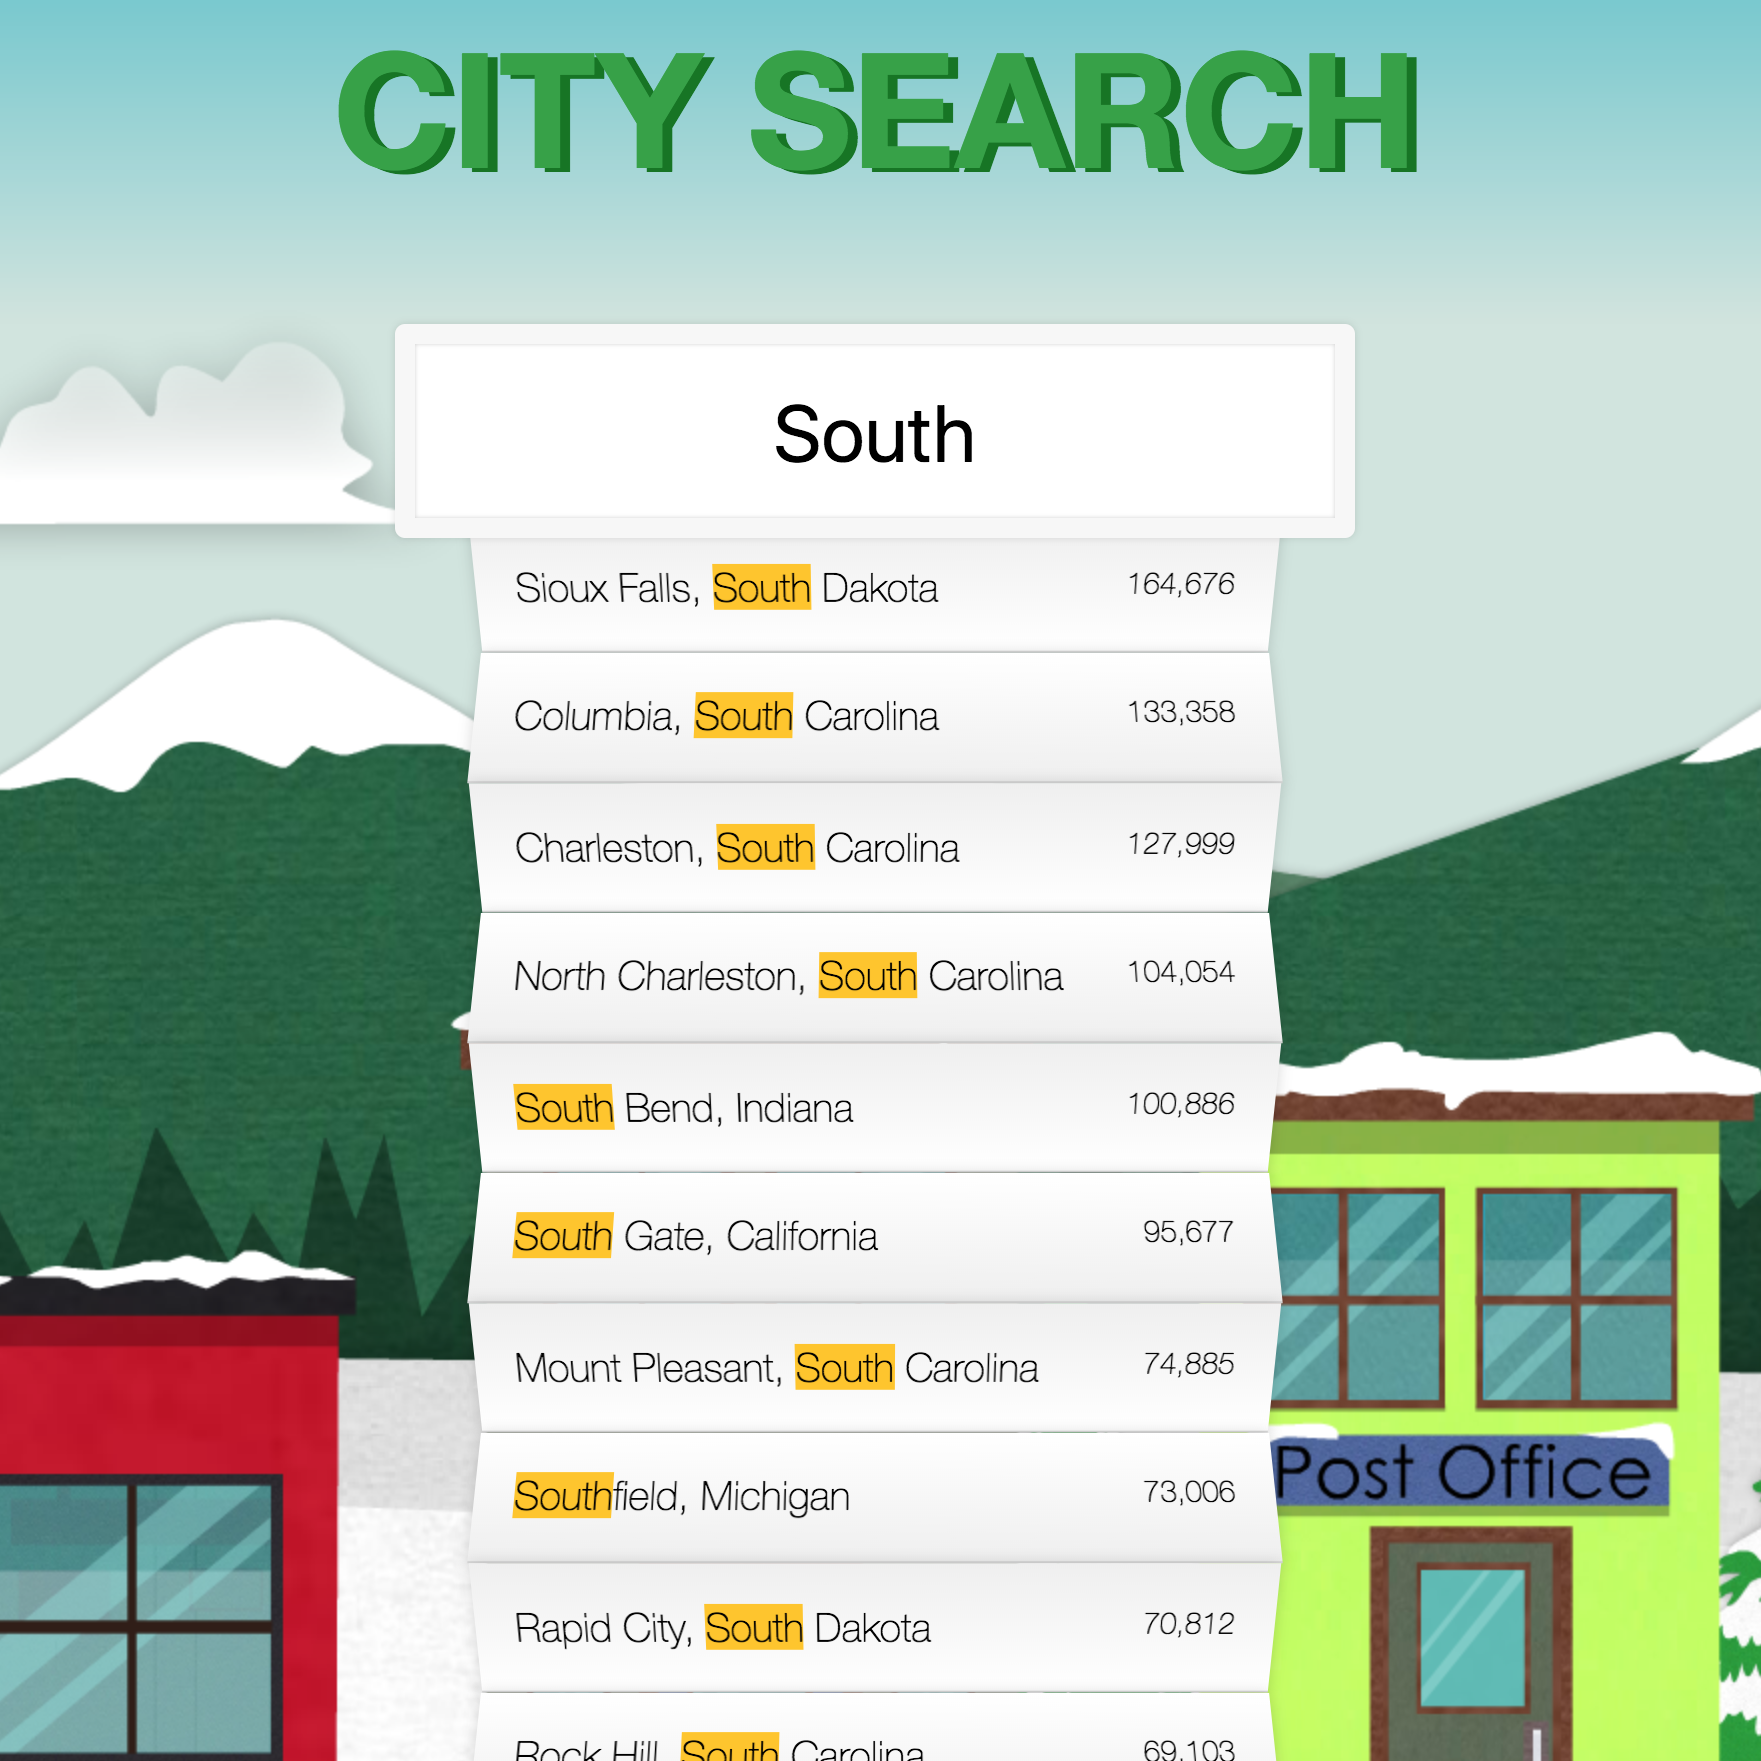 CITY SEARCH
South
Sioux Falls, South Dakota 164,676
Columbia, South Carolina 133,358
Charleston, South Carolina 127,999
North Charleston, South Carolina 104,054
South Bend, Indiana 100,886
South Gate, California 95,677
Mount Pleasant, South Carolina 74,885
Southfield, Michigan 73,006
Post Office
Rapid City, South Dakota 70,812
Rock Hill, South Carolina 69,103